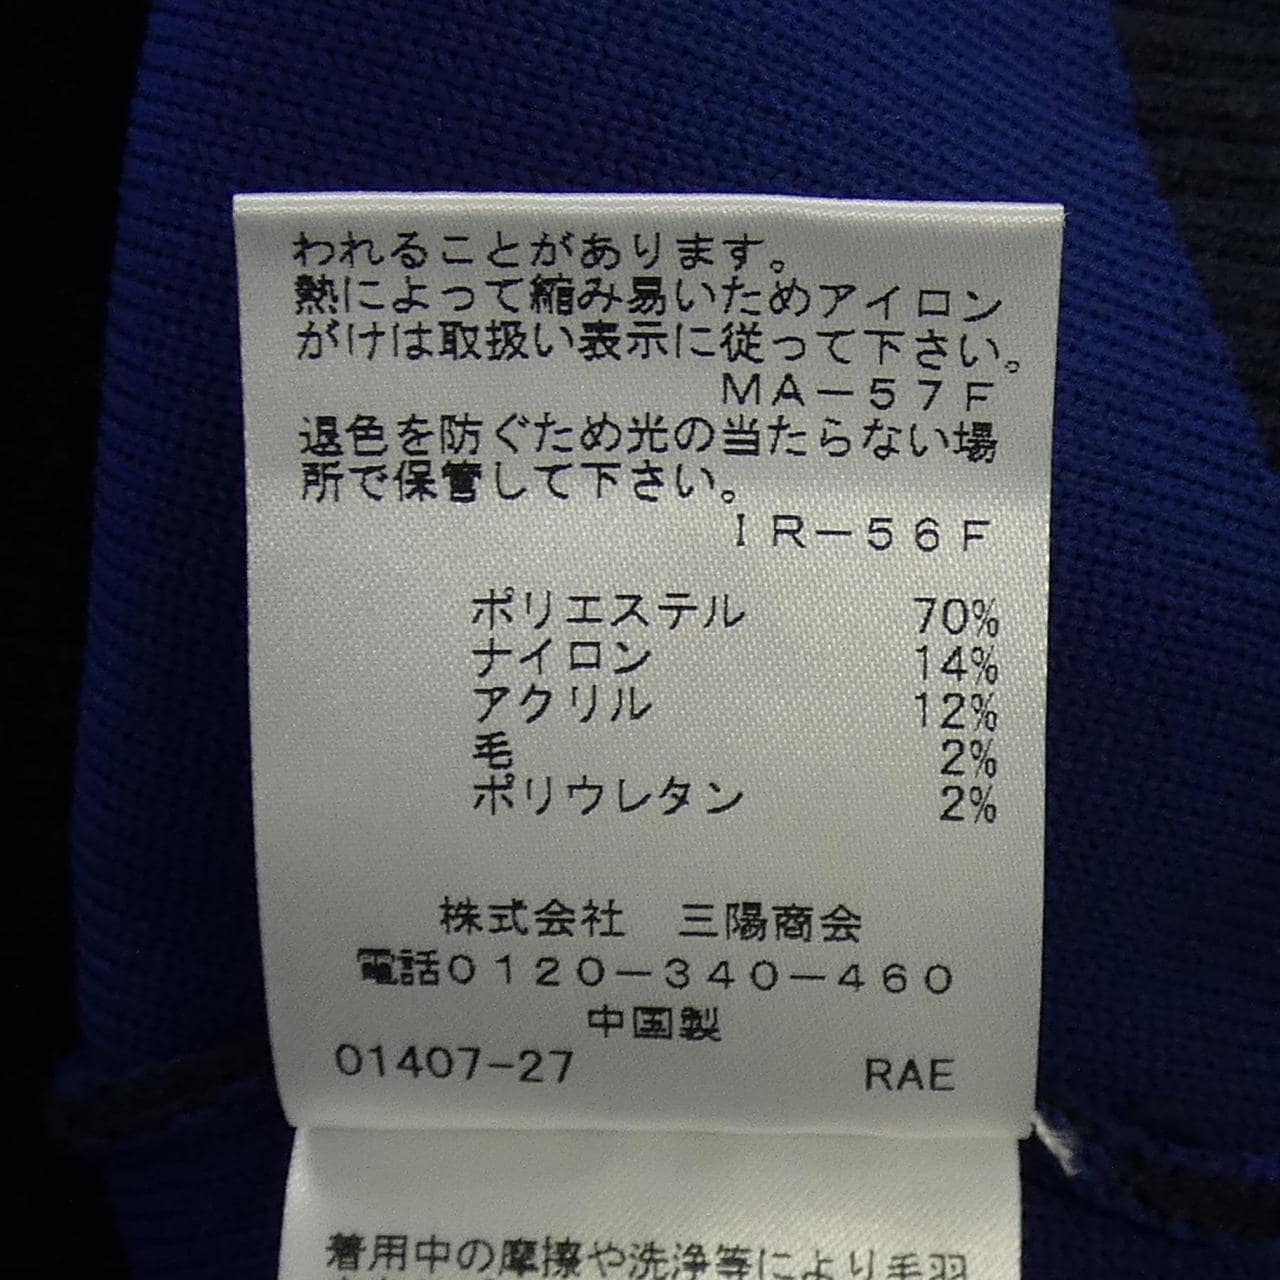 われることがあります。
熱によって縮み易いためアイロン
がけは取扱い表示に従って下さい。
ＭＡ－５７Ｆ
退色を防ぐため光の当たらない場
所で保管して下さい。
ＩＲ－５６Ｆ
ポリエステル 70%
ナイロン 14%
アクリル 12%
毛 2%
ポリウレタン 2%
株式会社　三陽商会
電話０１２０－３４０－４６０
中国製
01407-27 RAE
着用中の摩擦や洗浄等により毛羽